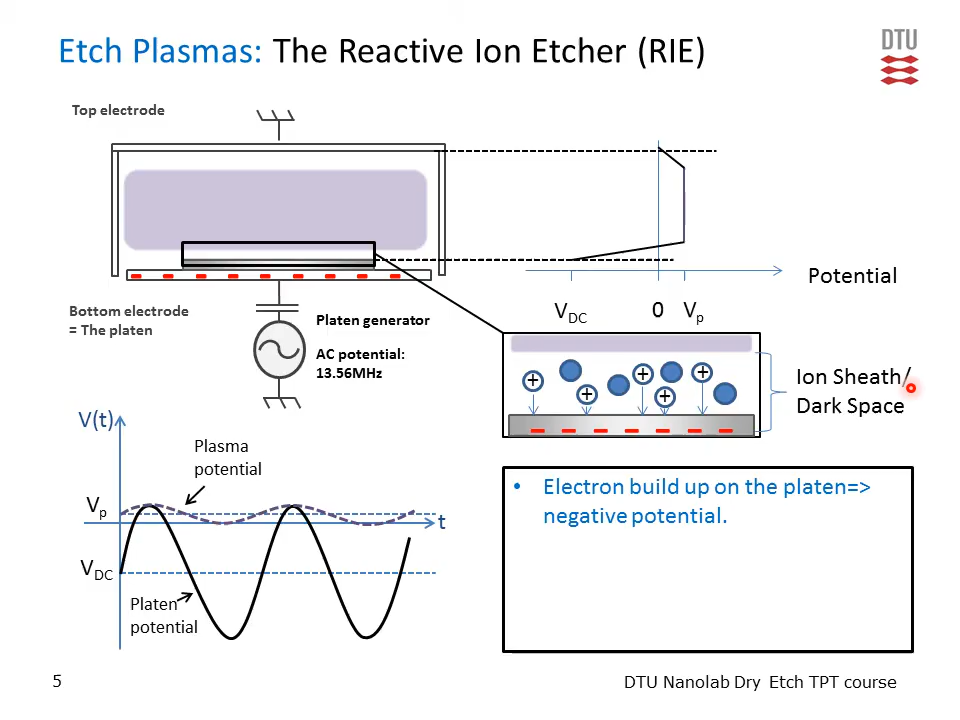 Etch Plasmas: The Reactive Ion Etcher (RIE)
DTU
Top electrode
Potential
V_DC
0
V_p
Bottom electrode
= The platen
Platen generator
AC potential:
13.56MHz
+ + + + +
Ion Sheath/
Dark Space
V(t)
Plasma
potential
V_p
t
V_DC
Platen
potential
• Electron build up on the platen=>
negative potential.
5
DTU Nanolab Dry Etch TPT course